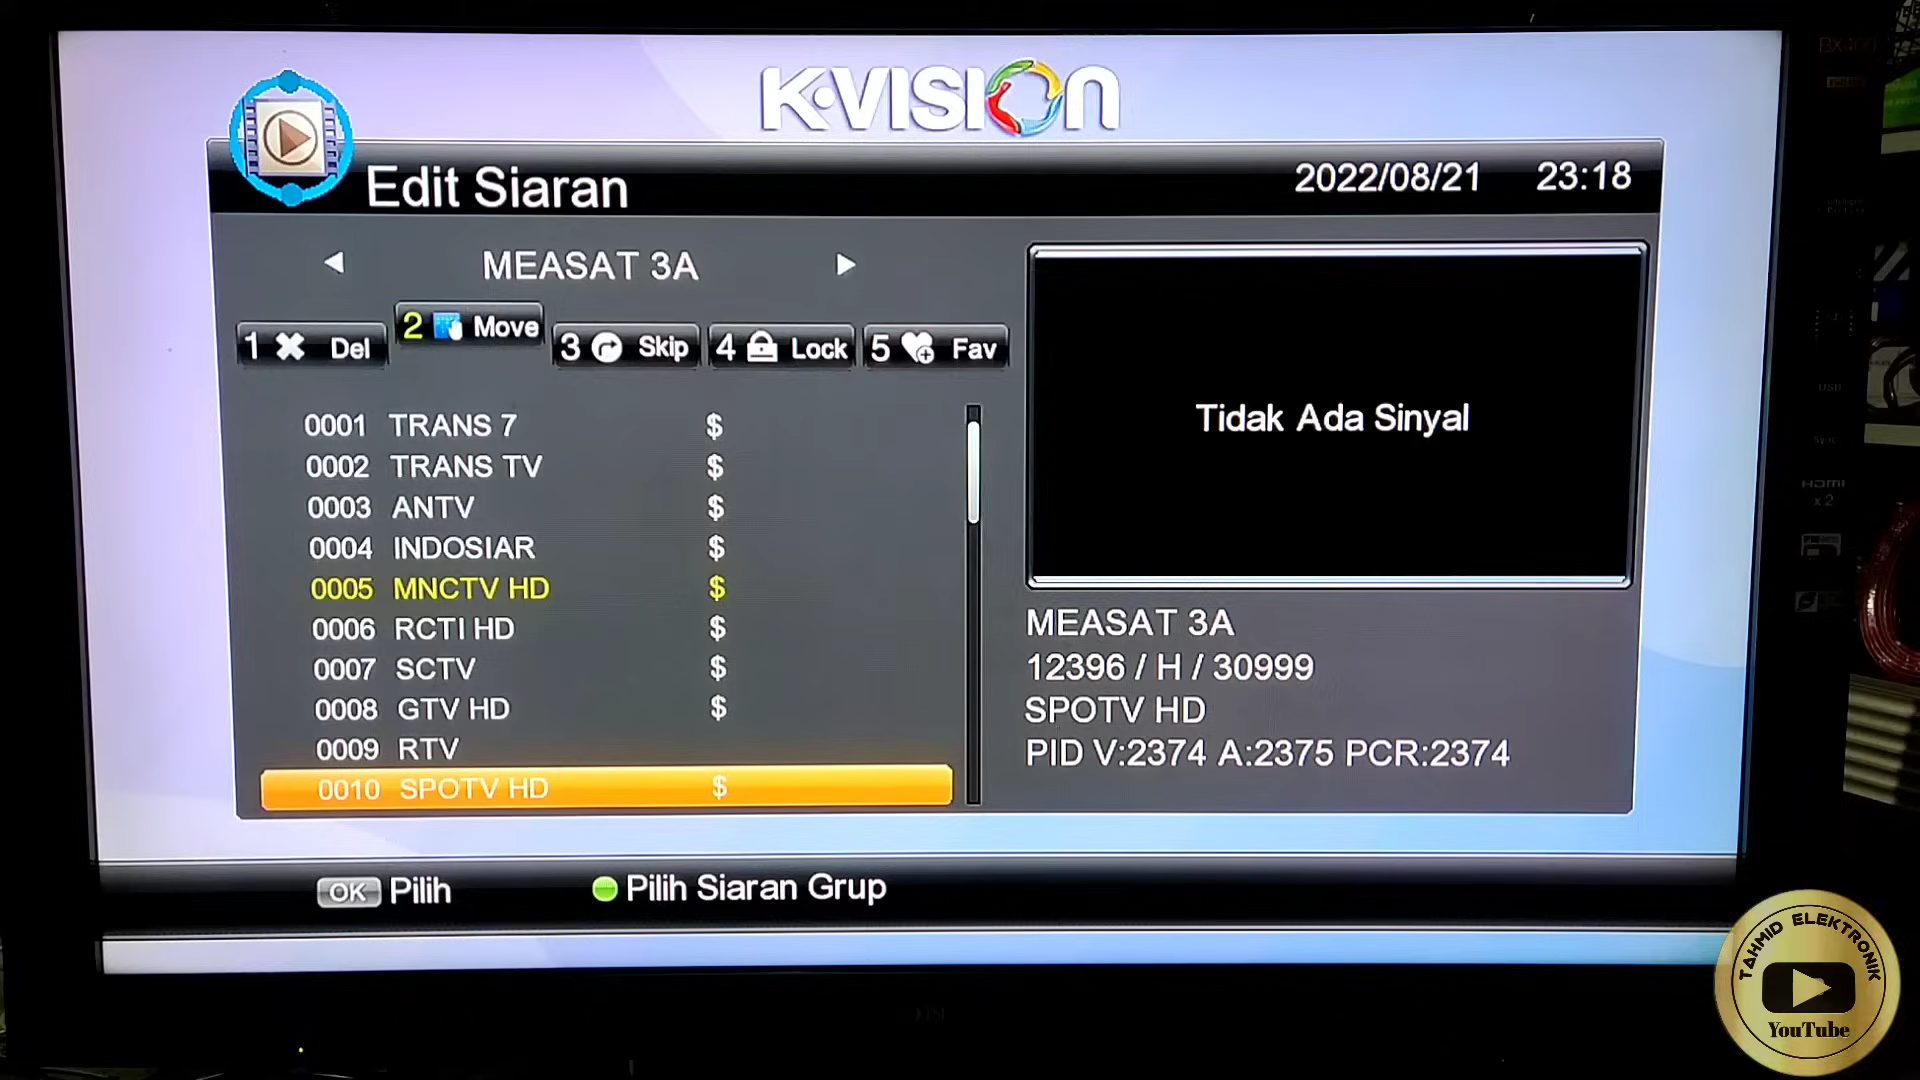 K-VISION
Edit Siaran
2022/08/21 23:18
MEASAT 3A
1 Del
2 Move
3 Skip
4 Lock
5 Fav
0001 TRANS 7 $
0002 TRANS TV $
0003 ANTV $
0004 INDOSIAR $
0005 MNCTV HD $
0006 RCTI HD $
0007 SCTV $
0008 GTV HD $
0009 RTV
0010 SPOTV HD $
Tidak Ada Sinyal
MEASAT 3A
12396 / H / 30999
SPOTV HD
PID V:2374 A:2375 PCR:2374
OK Pilih
Pilih Siaran Grup
HDMI
x 2
TAHMID ELEKTRONIK
YouTube